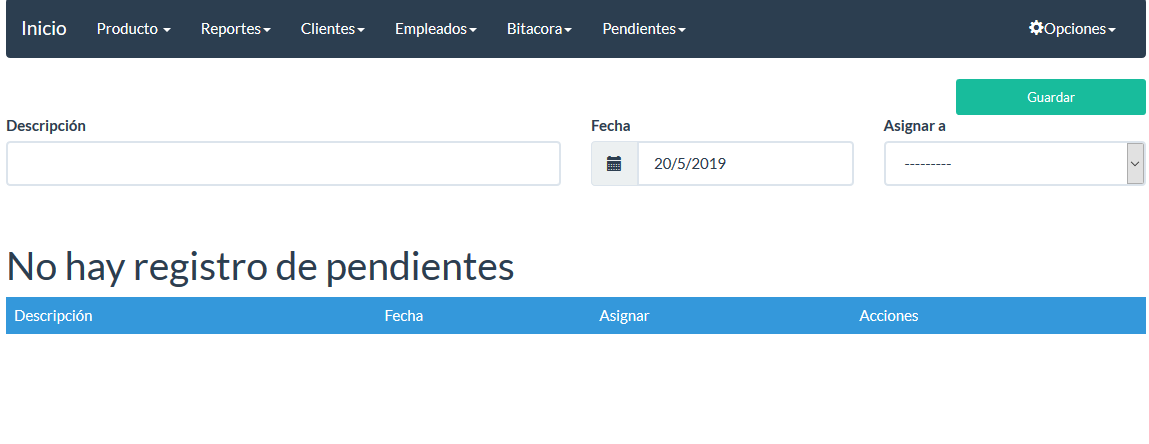 Inicio Producto Reportes Clientes Empleados Bitacora Pendientes Opciones
Guardar
Descripción Fecha Asignar a
20/5/2019 ---------
No hay registro de pendientes
Descripción Fecha Asignar Acciones